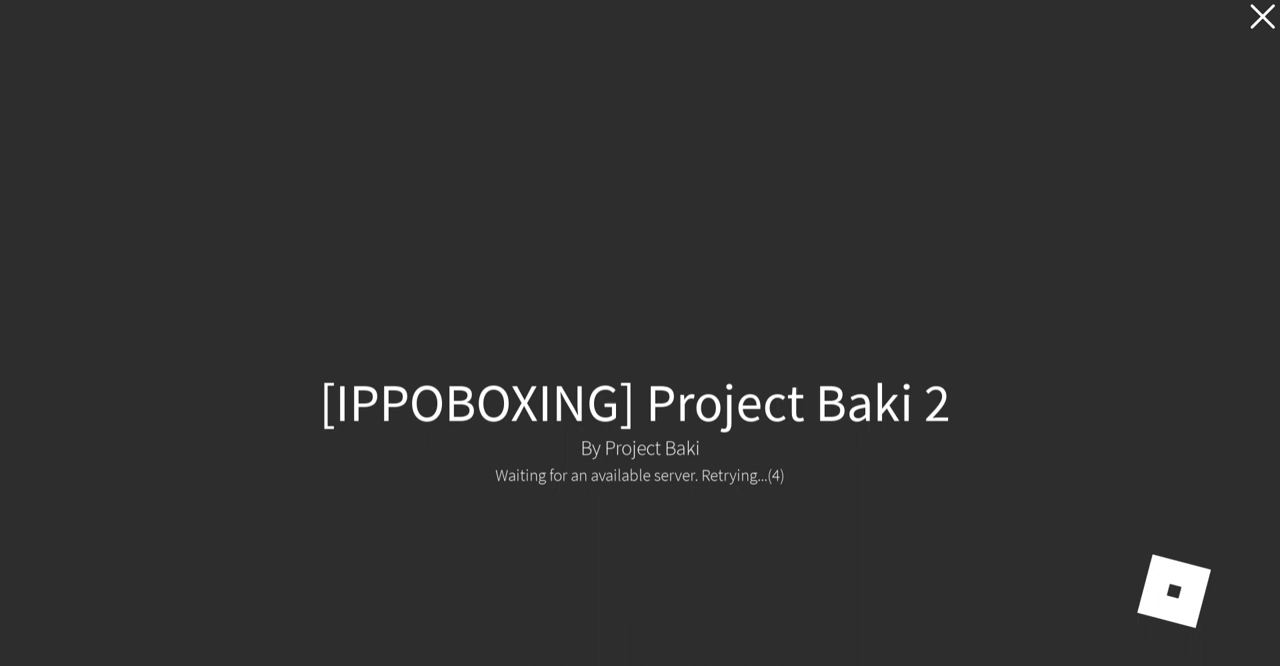 [IPPOBOXING] Project Baki 2
By Project Baki
Waiting for an available server. Retrying...(4)